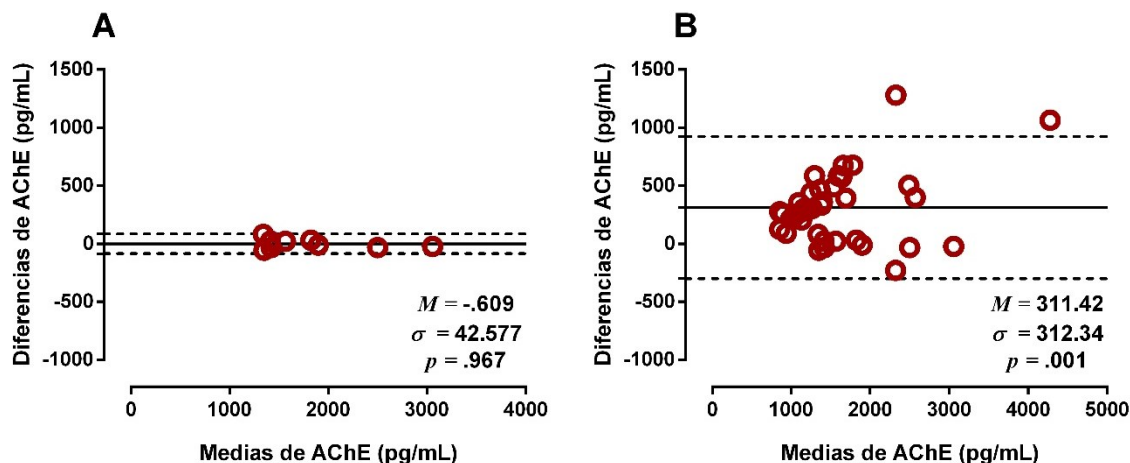 A
Diferencias de AChE (pg/mL)
1500
1000
500
0
-500
-1000
M = -.609
σ = 42.577
p = .967
0 1000 2000 3000 4000
Medias de AChE (pg/mL)
B
Diferencias de AChE (pg/mL)
1500
1000
500
0
-500
-1000
M = 311.42
σ = 312.34
p = .001
0 1000 2000 3000 4000 5000
Medias de AChE (pg/mL)